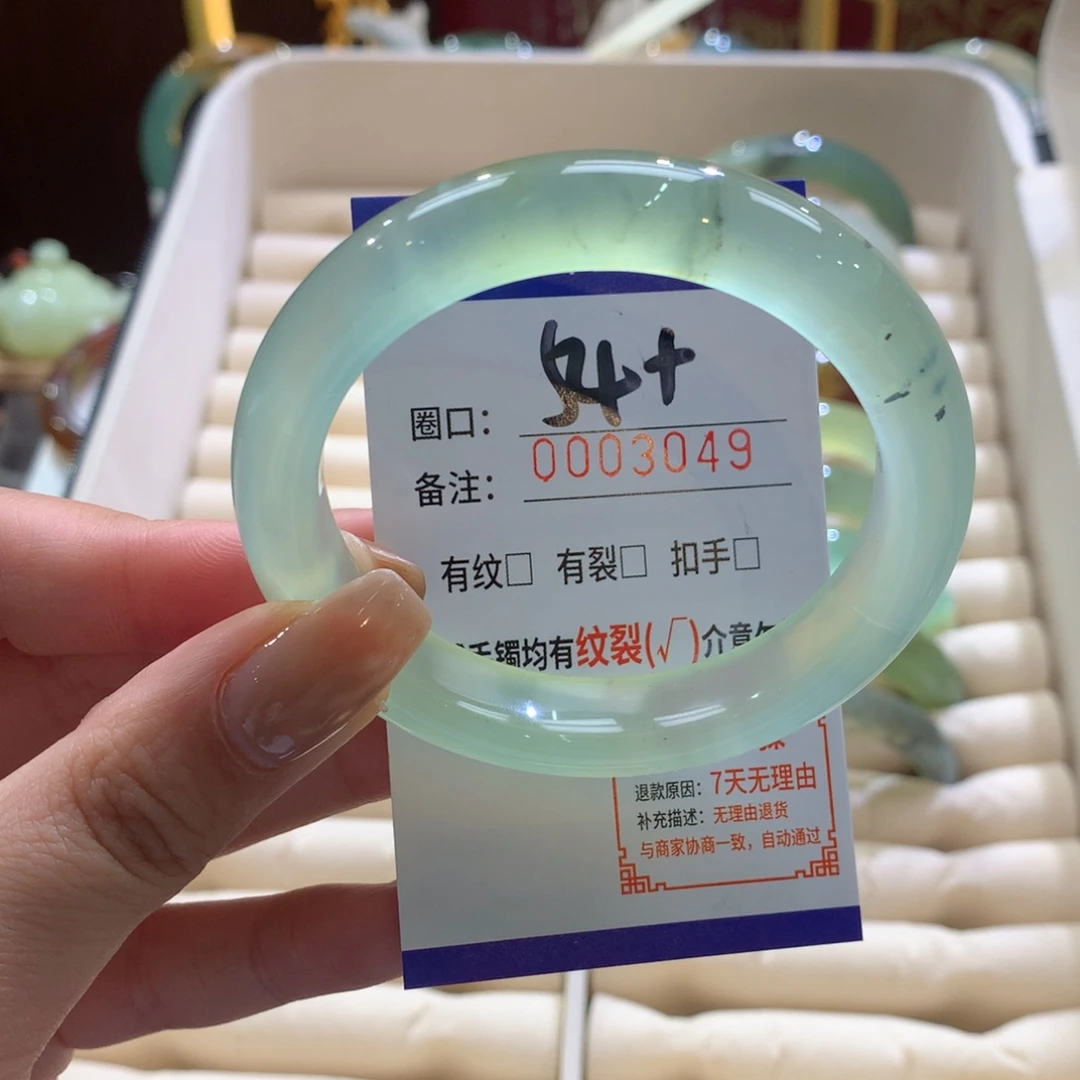 圈口： 54+
备注： 0003049
有纹□ 有裂□ 扣手□
手镯均有纹裂(√)介意勿
退款原因：7天无理由
补充描述：无理由退货
与商家协商一致，自动通过